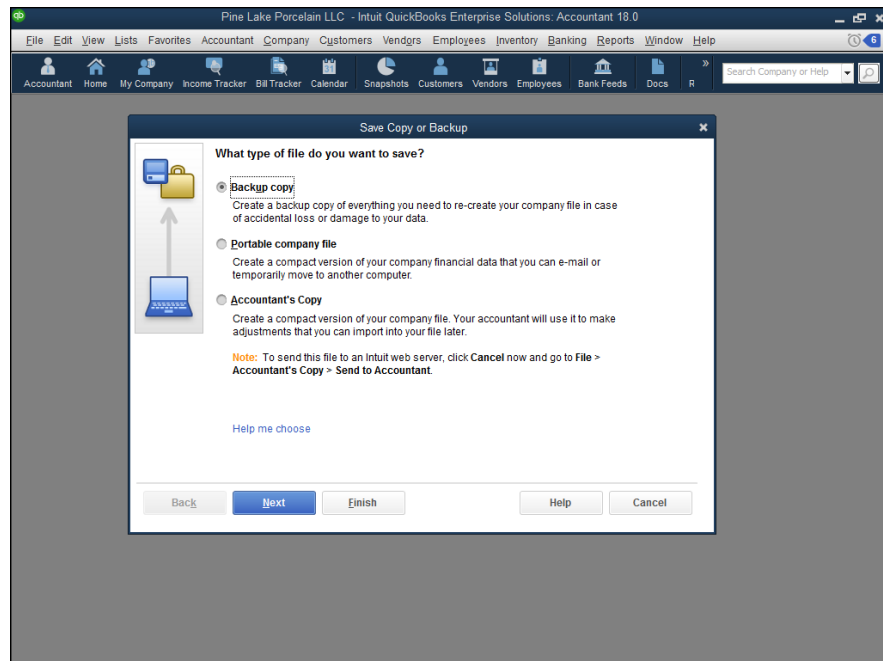 Pine Lake Porcelain LLC - Intuit QuickBooks Enterprise Solutions: Accountant 18.0
File Edit View Lists Favorites Accountant Company Customers Vendors Employees Inventory Banking Reports Window Help
6
Accountant Home My Company Income Tracker Bill Tracker Calendar Snapshots Customers Vendors Employees Bank Feeds Docs R » Search Company or Help
Save Copy or Backup
What type of file do you want to save?
Backup copy
Create a backup copy of everything you need to re-create your company file in case
of accidental loss or damage to your data.
Portable company file
Create a compact version of your company financial data that you can e-mail or
temporarily move to another computer.
Accountant's Copy
Create a compact version of your company file. Your accountant will use it to make
adjustments that you can import into your file later.
Note: To send this file to an Intuit web server, click Cancel now and go to File >
Accountant's Copy > Send to Accountant.
Help me choose
Back Next Finish Help Cancel